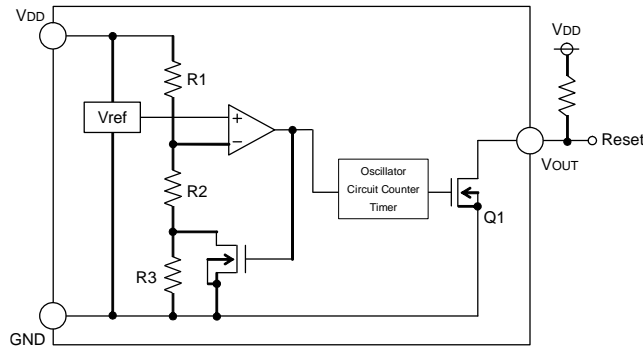 VDD
VDD
R1
Vref
+
−
Reset
VOUT
Oscillator
Circuit Counter
Timer
R2
Q1
R3
GND